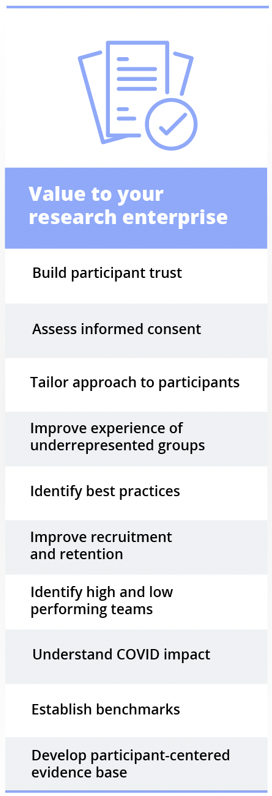 Value to your
research enterprise
Build participant trust
Assess informed consent
Tailor approach to participants
Improve experience of
underrepresented groups
Identify best practices
Improve recruitment
and retention
Identify high and low
performing teams
Understand COVID impact
Establish benchmarks
Develop participant-centered
evidence base